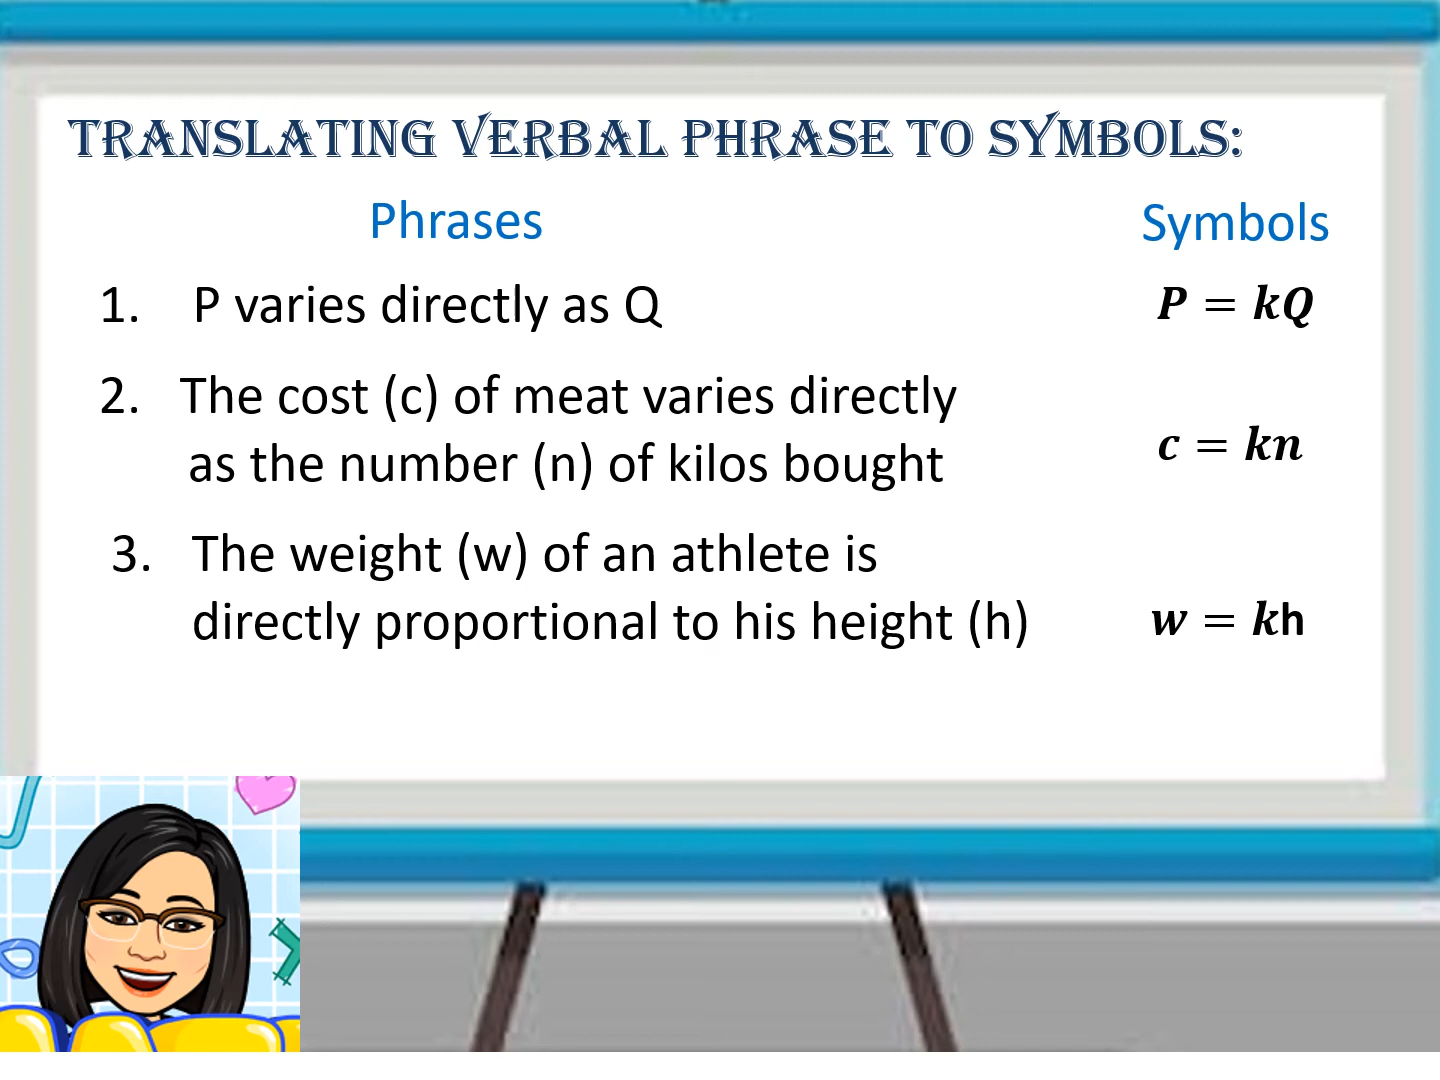 TRANSLATING VERBAL PHRASE TO SYMBOLS:
Phrases Symbols
1. P varies directly as Q P = kQ
2. The cost (c) of meat varies directly
as the number (n) of kilos bought c = kn
3. The weight (w) of an athlete is
directly proportional to his height (h) w = kh